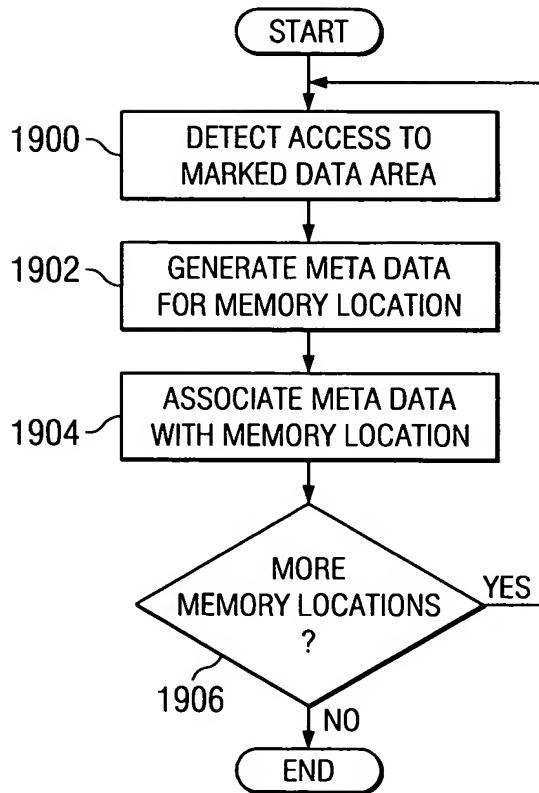 START
1900
DETECT ACCESS TO
MARKED DATA AREA
1902
GENERATE META DATA
FOR MEMORY LOCATION
1904
ASSOCIATE META DATA
WITH MEMORY LOCATION
MORE
MEMORY LOCATIONS
?
YES
1906
NO
END